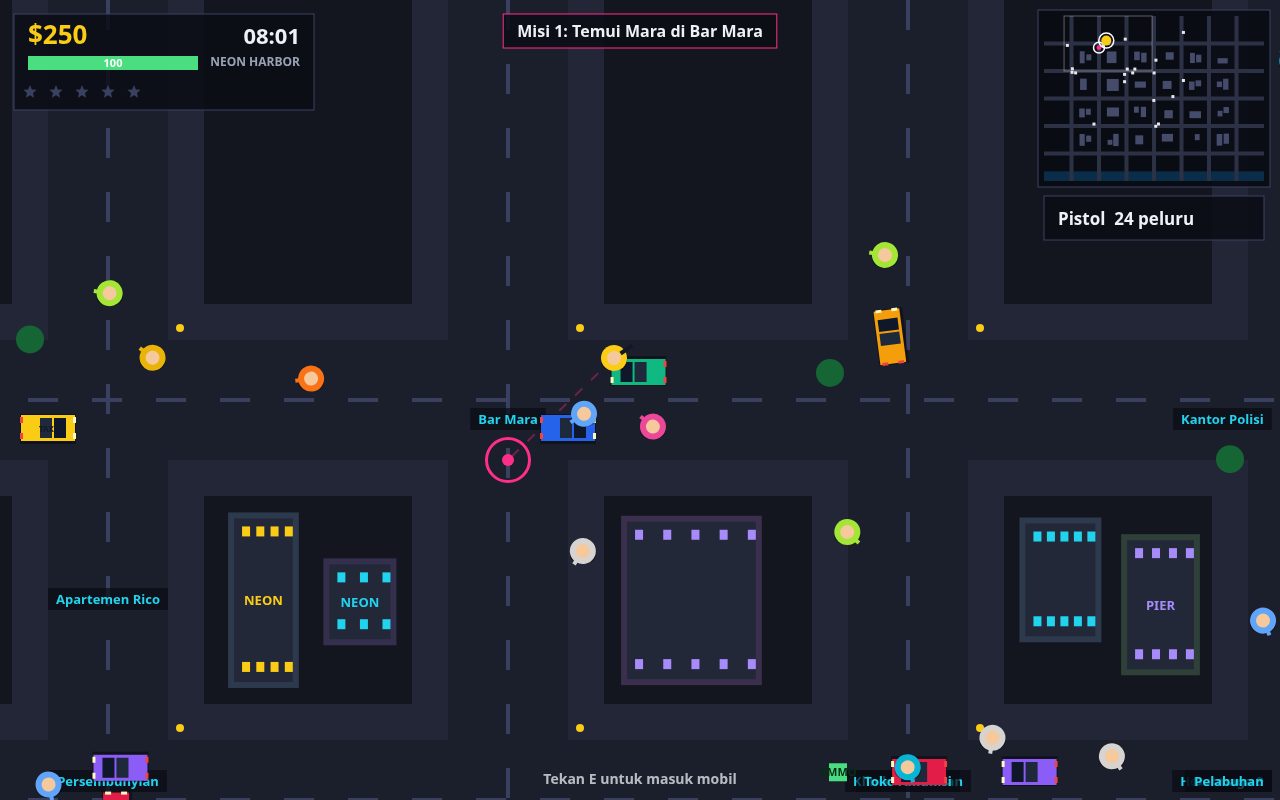 $250
08:01
100
NEON HARBOR
Misi 1: Temui Mara di Bar Mara
Pistol 24 peluru
Bar Mara
Kantor Polisi
Apartemen Rico
NEON
NEON
PIER
Tekan E untuk masuk mobil
Pelabuhan